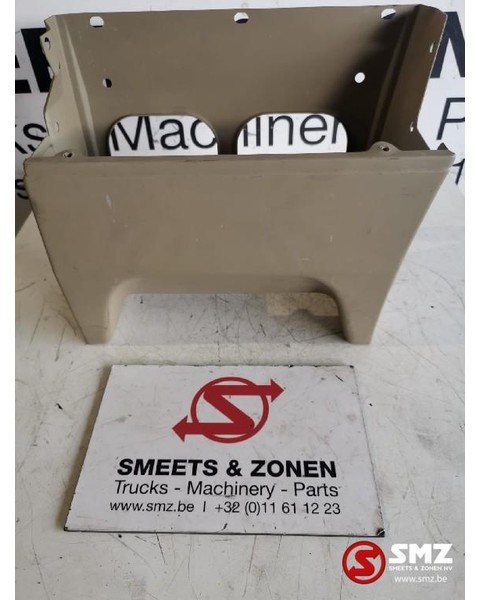 Machiner
P
SMEETS & ZONEN
Trucks - Machinery - Parts
www.smz.be | +32 (0)11 61 12 23
SMZ
SMEETS & ZONEN NV
smz.be